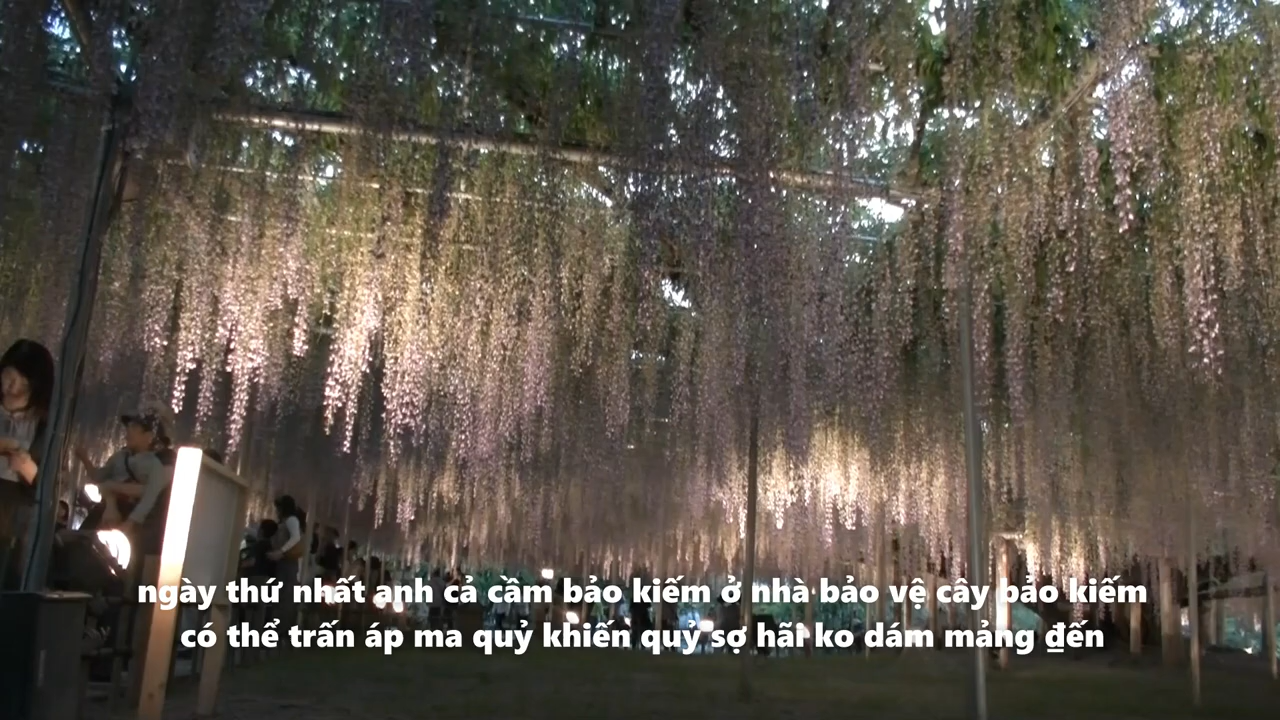 ngày thứ nhất anh cả cầm bảo kiếm ở nhà bảo vệ cây bảo kiếm
có thể trấn áp ma quỷ khiến quỷ sợ hãi ko dám mảng đến